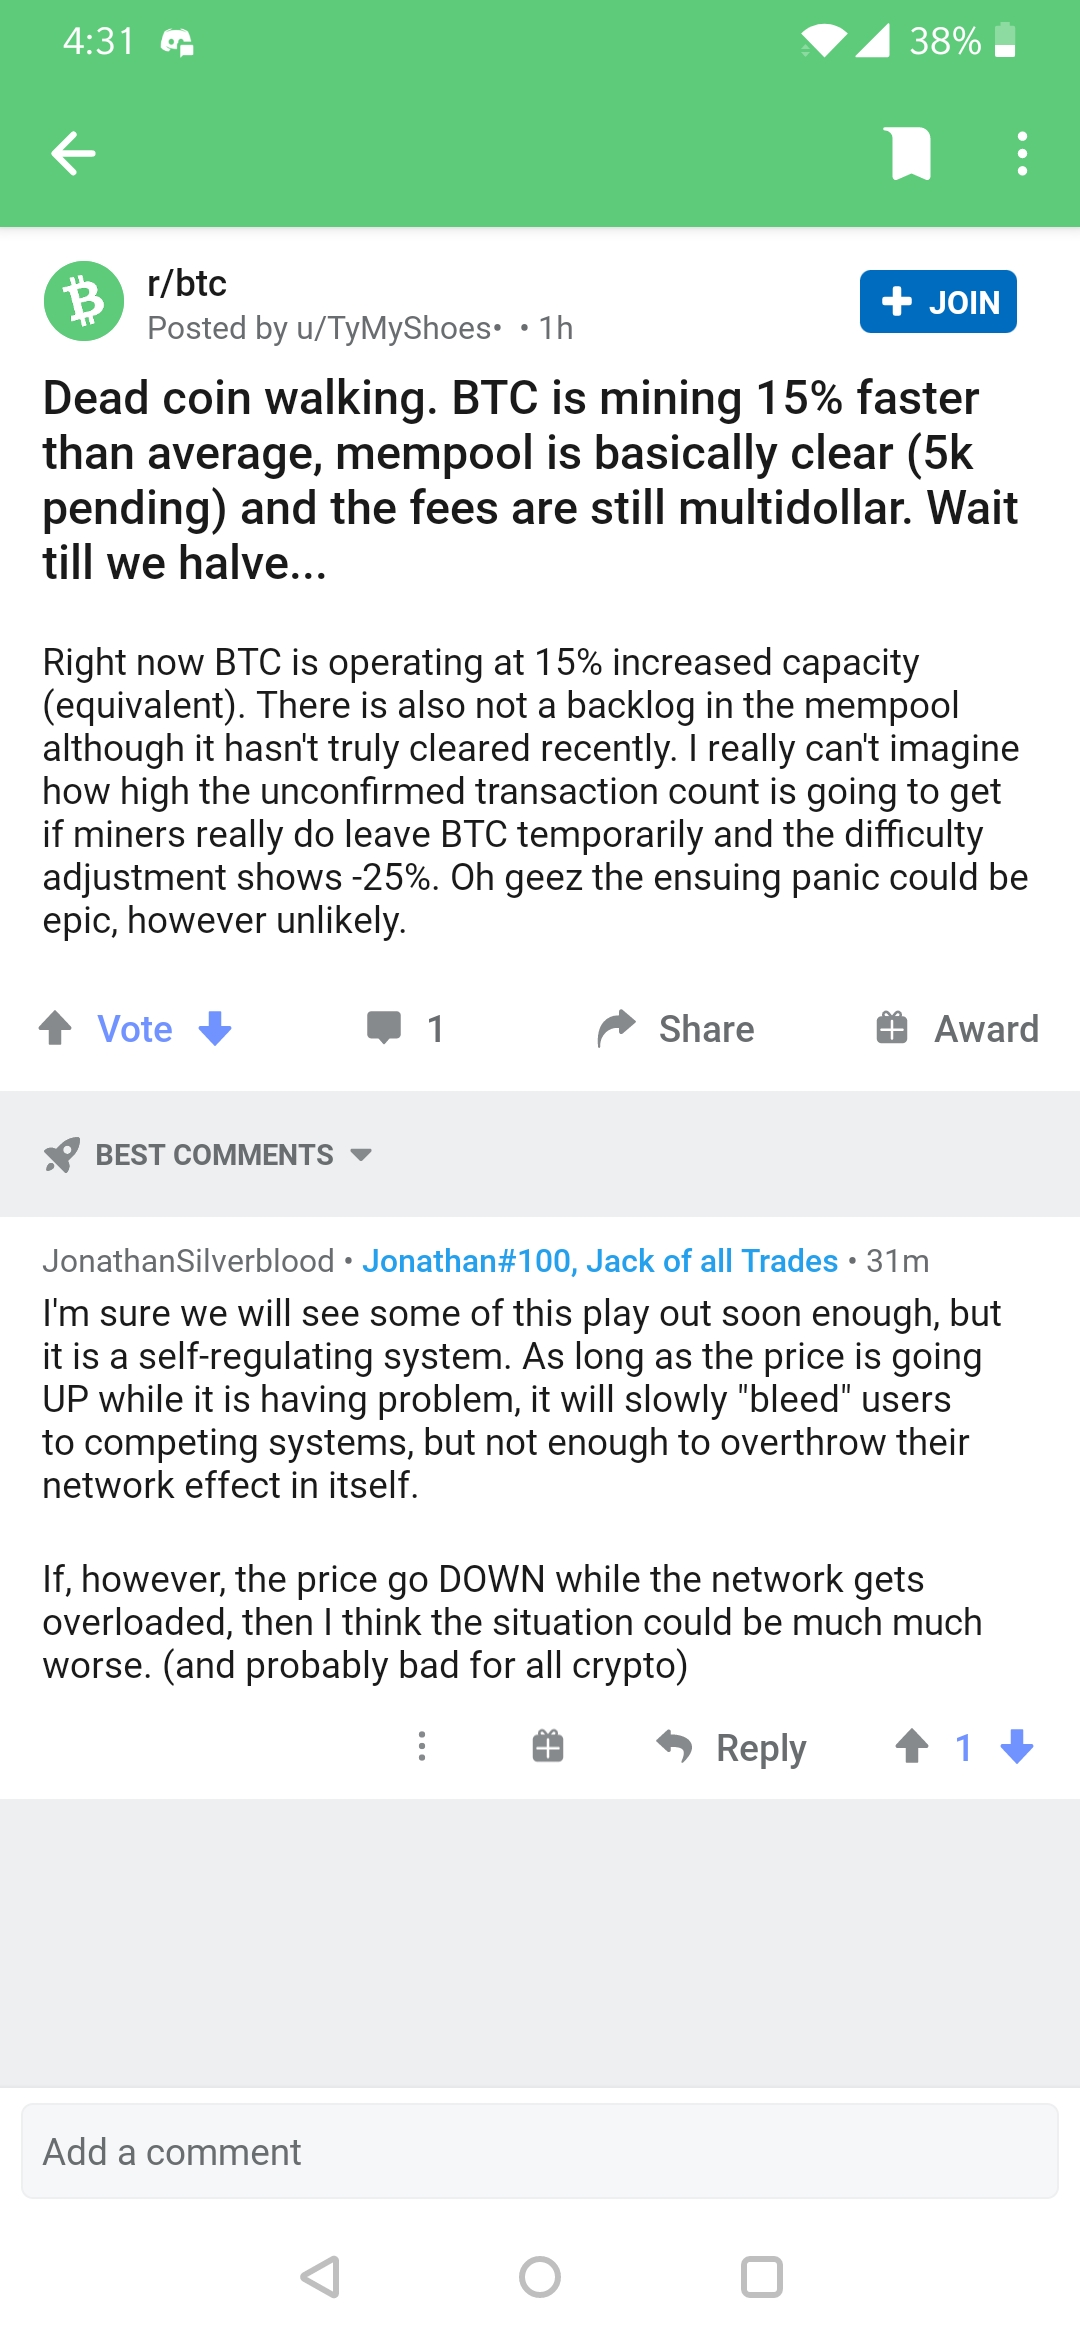 4:31
38%
r/btc
JOIN
Posted by u/TyMyShoes• • 1h
Dead coin walking. BTC is mining 15% faster
than average, mempool is basically clear (5k
pending) and the fees are still multidollar. Wait
till we halve...
Right now BTC is operating at 15% increased capacity
(equivalent). There is also not a backlog in the mempool
although it hasn't truly cleared recently. I really can't imagine
how high the unconfirmed transaction count is going to get
if miners really do leave BTC temporarily and the difficulty
adjustment shows -25%. Oh geez the ensuing panic could be
epic, however unlikely.
Vote 1 Share Award
BEST COMMENTS
JonathanSilverblood • Jonathan#100, Jack of all Trades • 31m
I'm sure we will see some of this play out soon enough, but
it is a self-regulating system. As long as the price is going
UP while it is having problem, it will slowly "bleed" users
to competing systems, but not enough to overthrow their
network effect in itself.
If, however, the price go DOWN while the network gets
overloaded, then I think the situation could be much much
worse. (and probably bad for all crypto)
Reply 1
Add a comment